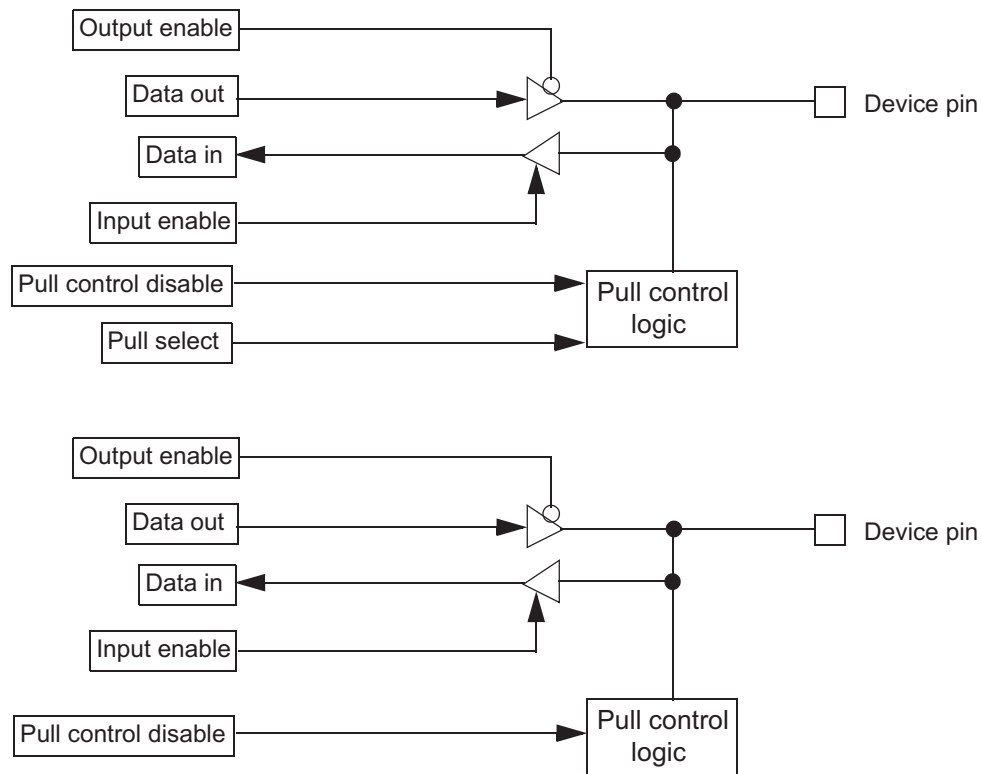 Output enable
Data out
Device pin
Data in
Input enable
Pull control disable
Pull control
logic
Pull select
Output enable
Data out
Device pin
Data in
Input enable
Pull control disable
Pull control
logic